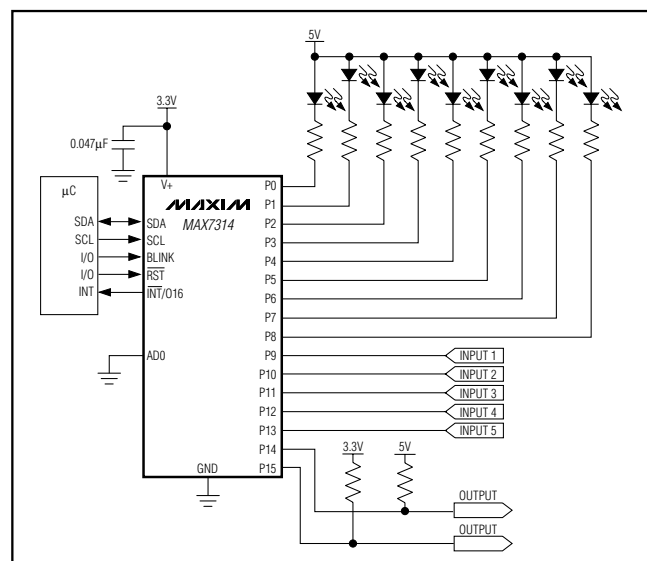 5V
3.3V
0.047μF
μC
V+
P0
MAXIM
P1
MAX7314
SDA
SDA
P2
SCL
SCL
P3
I/O
BLINK
P4
I/O
RST
P5
INT
INT/O16
P6
P7
P8
AD0
P9
INPUT 1
P10
INPUT 2
P11
INPUT 3
P12
INPUT 4
P13
INPUT 5
P14
3.3V
5V
GND
P15
OUTPUT
OUTPUT